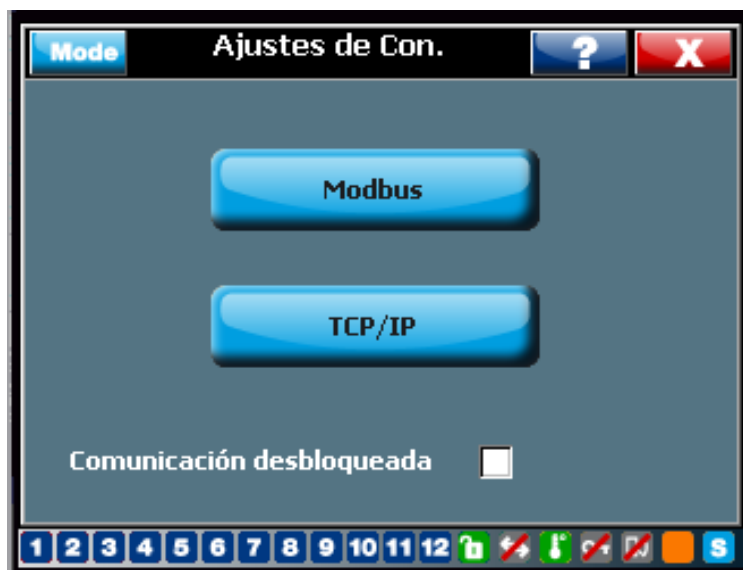 Mode Ajustes de Con. ? X
Modbus
TCP/IP
Comunicación desbloqueada
1 2 3 4 5 6 7 8 9 10 11 12 S